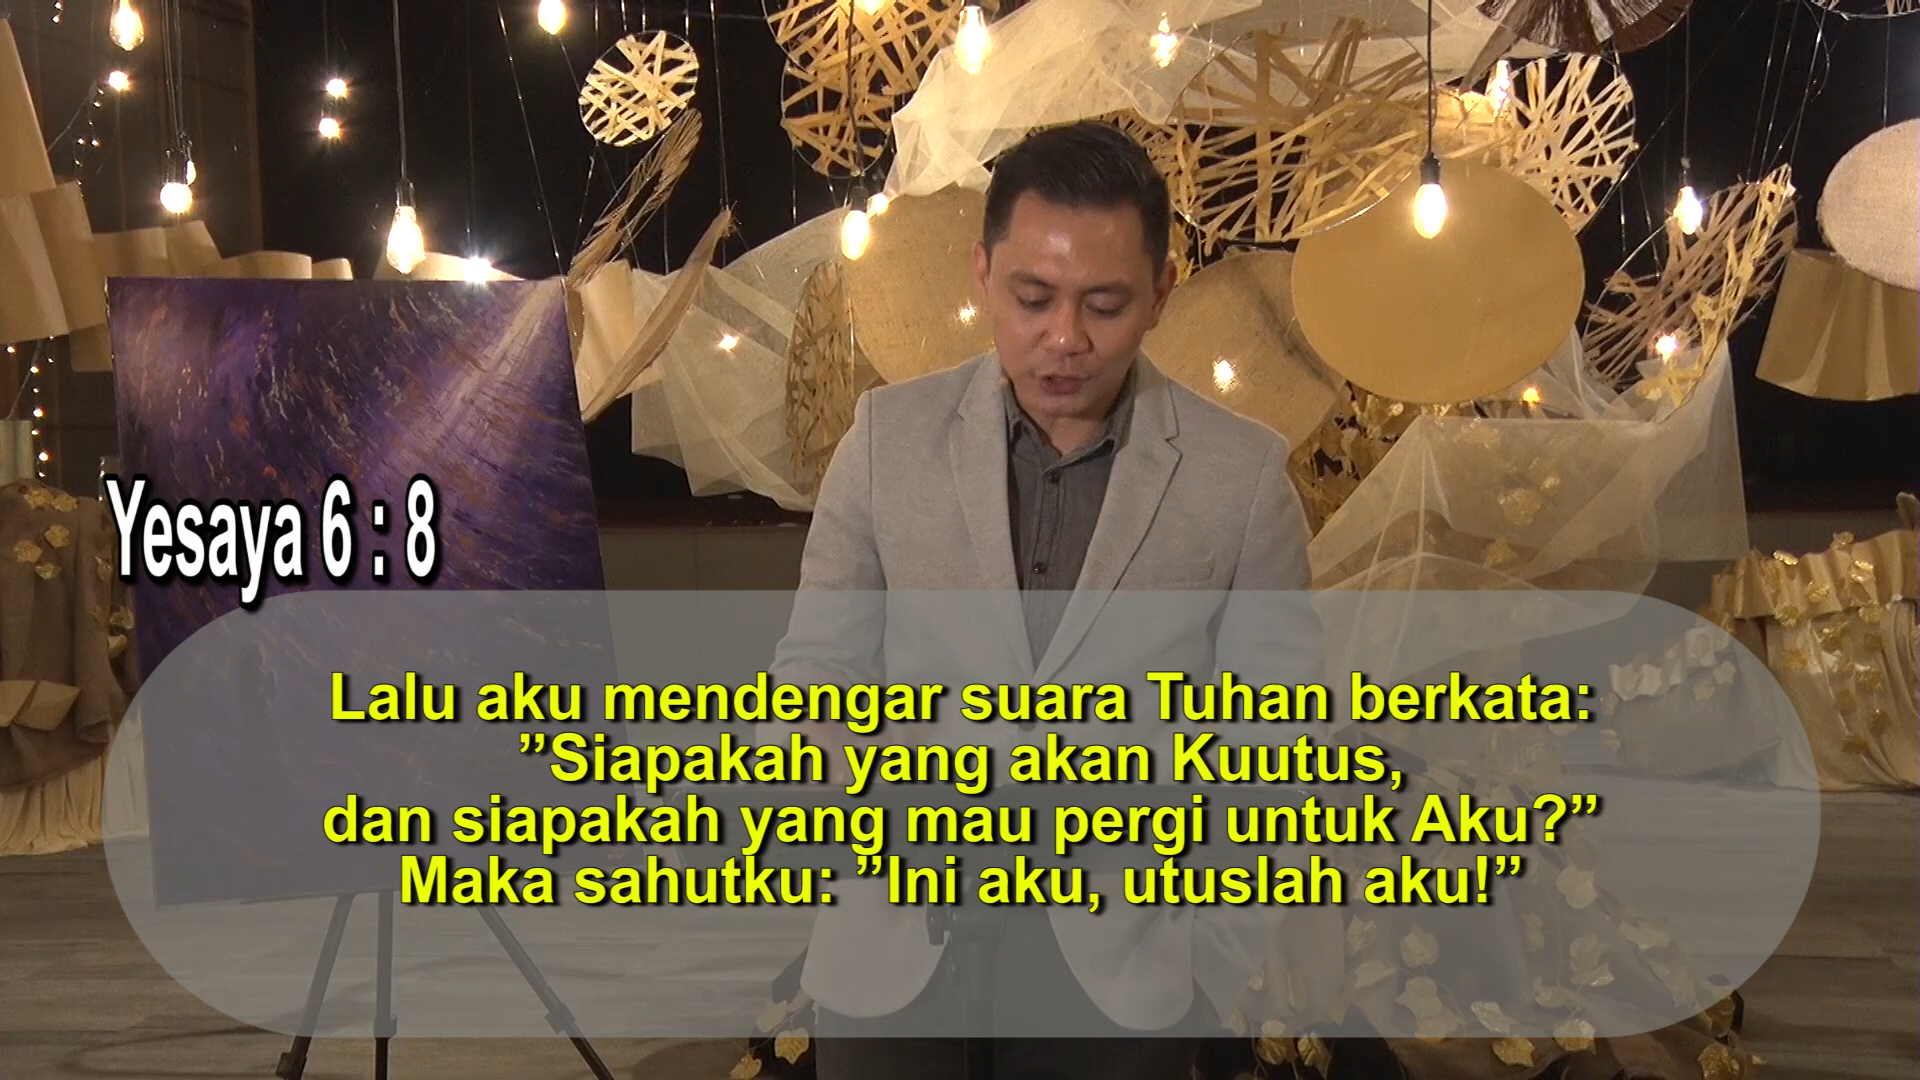 Yesaya 6 : 8
Lalu aku mendengar suara Tuhan berkata:
”Siapakah yang akan Kuutus,
dan siapakah yang mau pergi untuk Aku?”
Maka sahutku: ”Ini aku, utuslah aku!”